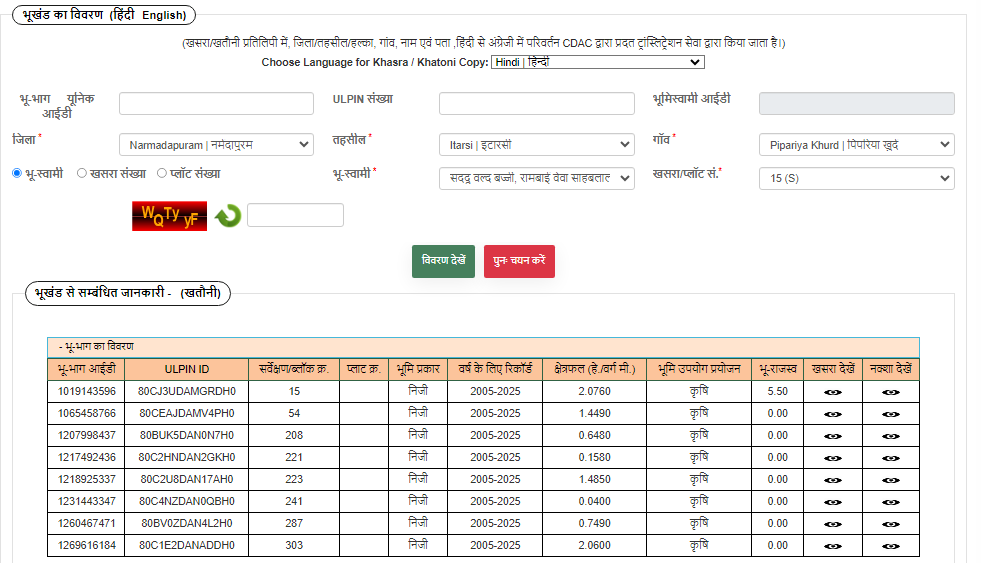 भूखंड का विवरण (हिंदी English)
(खसरा/खतौनी प्रतिलिपी में, जिला/तहसील/हल्का, गांव, नाम एवं पता ,हिंदी से अंग्रेजी में परिवर्तन CDAC द्वारा प्रदत ट्रांस्लिट्रेशन सेवा द्वारा किया जाता है।)
Choose Language for Khasra / Khatoni Copy: Hindi | हिन्दी
भू-भाग यूनिक आईडी ULPIN संख्या भूमिस्वामी आईडी
जिला * Narmadapuram | नर्मदापुरम तहसील * Itarsi | इटारसी गाँव * Pipariya Khurd | पिपरिया खुर्द
भू-स्वामी खसरा संख्या प्लॉट संख्या भू-स्वामी * सदद्दू वल्द बब्जी, रामबाई वेवा साहबलाल खसरा/प्लॉट सं.* 15 (S)
WQTyyF
विवरण देखें पुनः चयन करें
भूखंड से सम्बंधित जानकारी - (खतौनी)
- भू-भाग का विवरण
भू-भाग आईडी ULPIN ID सर्वेक्षण/ब्लॉक क्र. प्लाट क्र. भूमि प्रकार वर्ष के लिए रिकॉर्ड क्षेत्रफल (हे./वर्ग मी.) भूमि उपयोग प्रयोजन भू-राजस्व खसरा देखें नक्शा देखें
1019143596 80CJ3UDAMGRDH0 15 निजी 2005-2025 2.0760 कृषि 5.50
1065458766 80CEAJDAMV4PH0 54 निजी 2005-2025 1.4490 कृषि 0.00
1207998437 80BUK5DAN0N7H0 208 निजी 2005-2025 0.6480 कृषि 0.00
1217492436 80C2HNDAN2GKH0 221 निजी 2005-2025 0.1580 कृषि 0.00
1218925337 80C2U8DAN17AH0 223 निजी 2005-2025 1.4850 कृषि 0.00
1231443347 80C4NZDAN0QBH0 241 निजी 2005-2025 0.0400 कृषि 0.00
1260467471 80BV0ZDAN4L2H0 287 निजी 2005-2025 0.7490 कृषि 0.00
1269616184 80C1E2DANADDH0 303 निजी 2005-2025 2.0600 कृषि 0.00